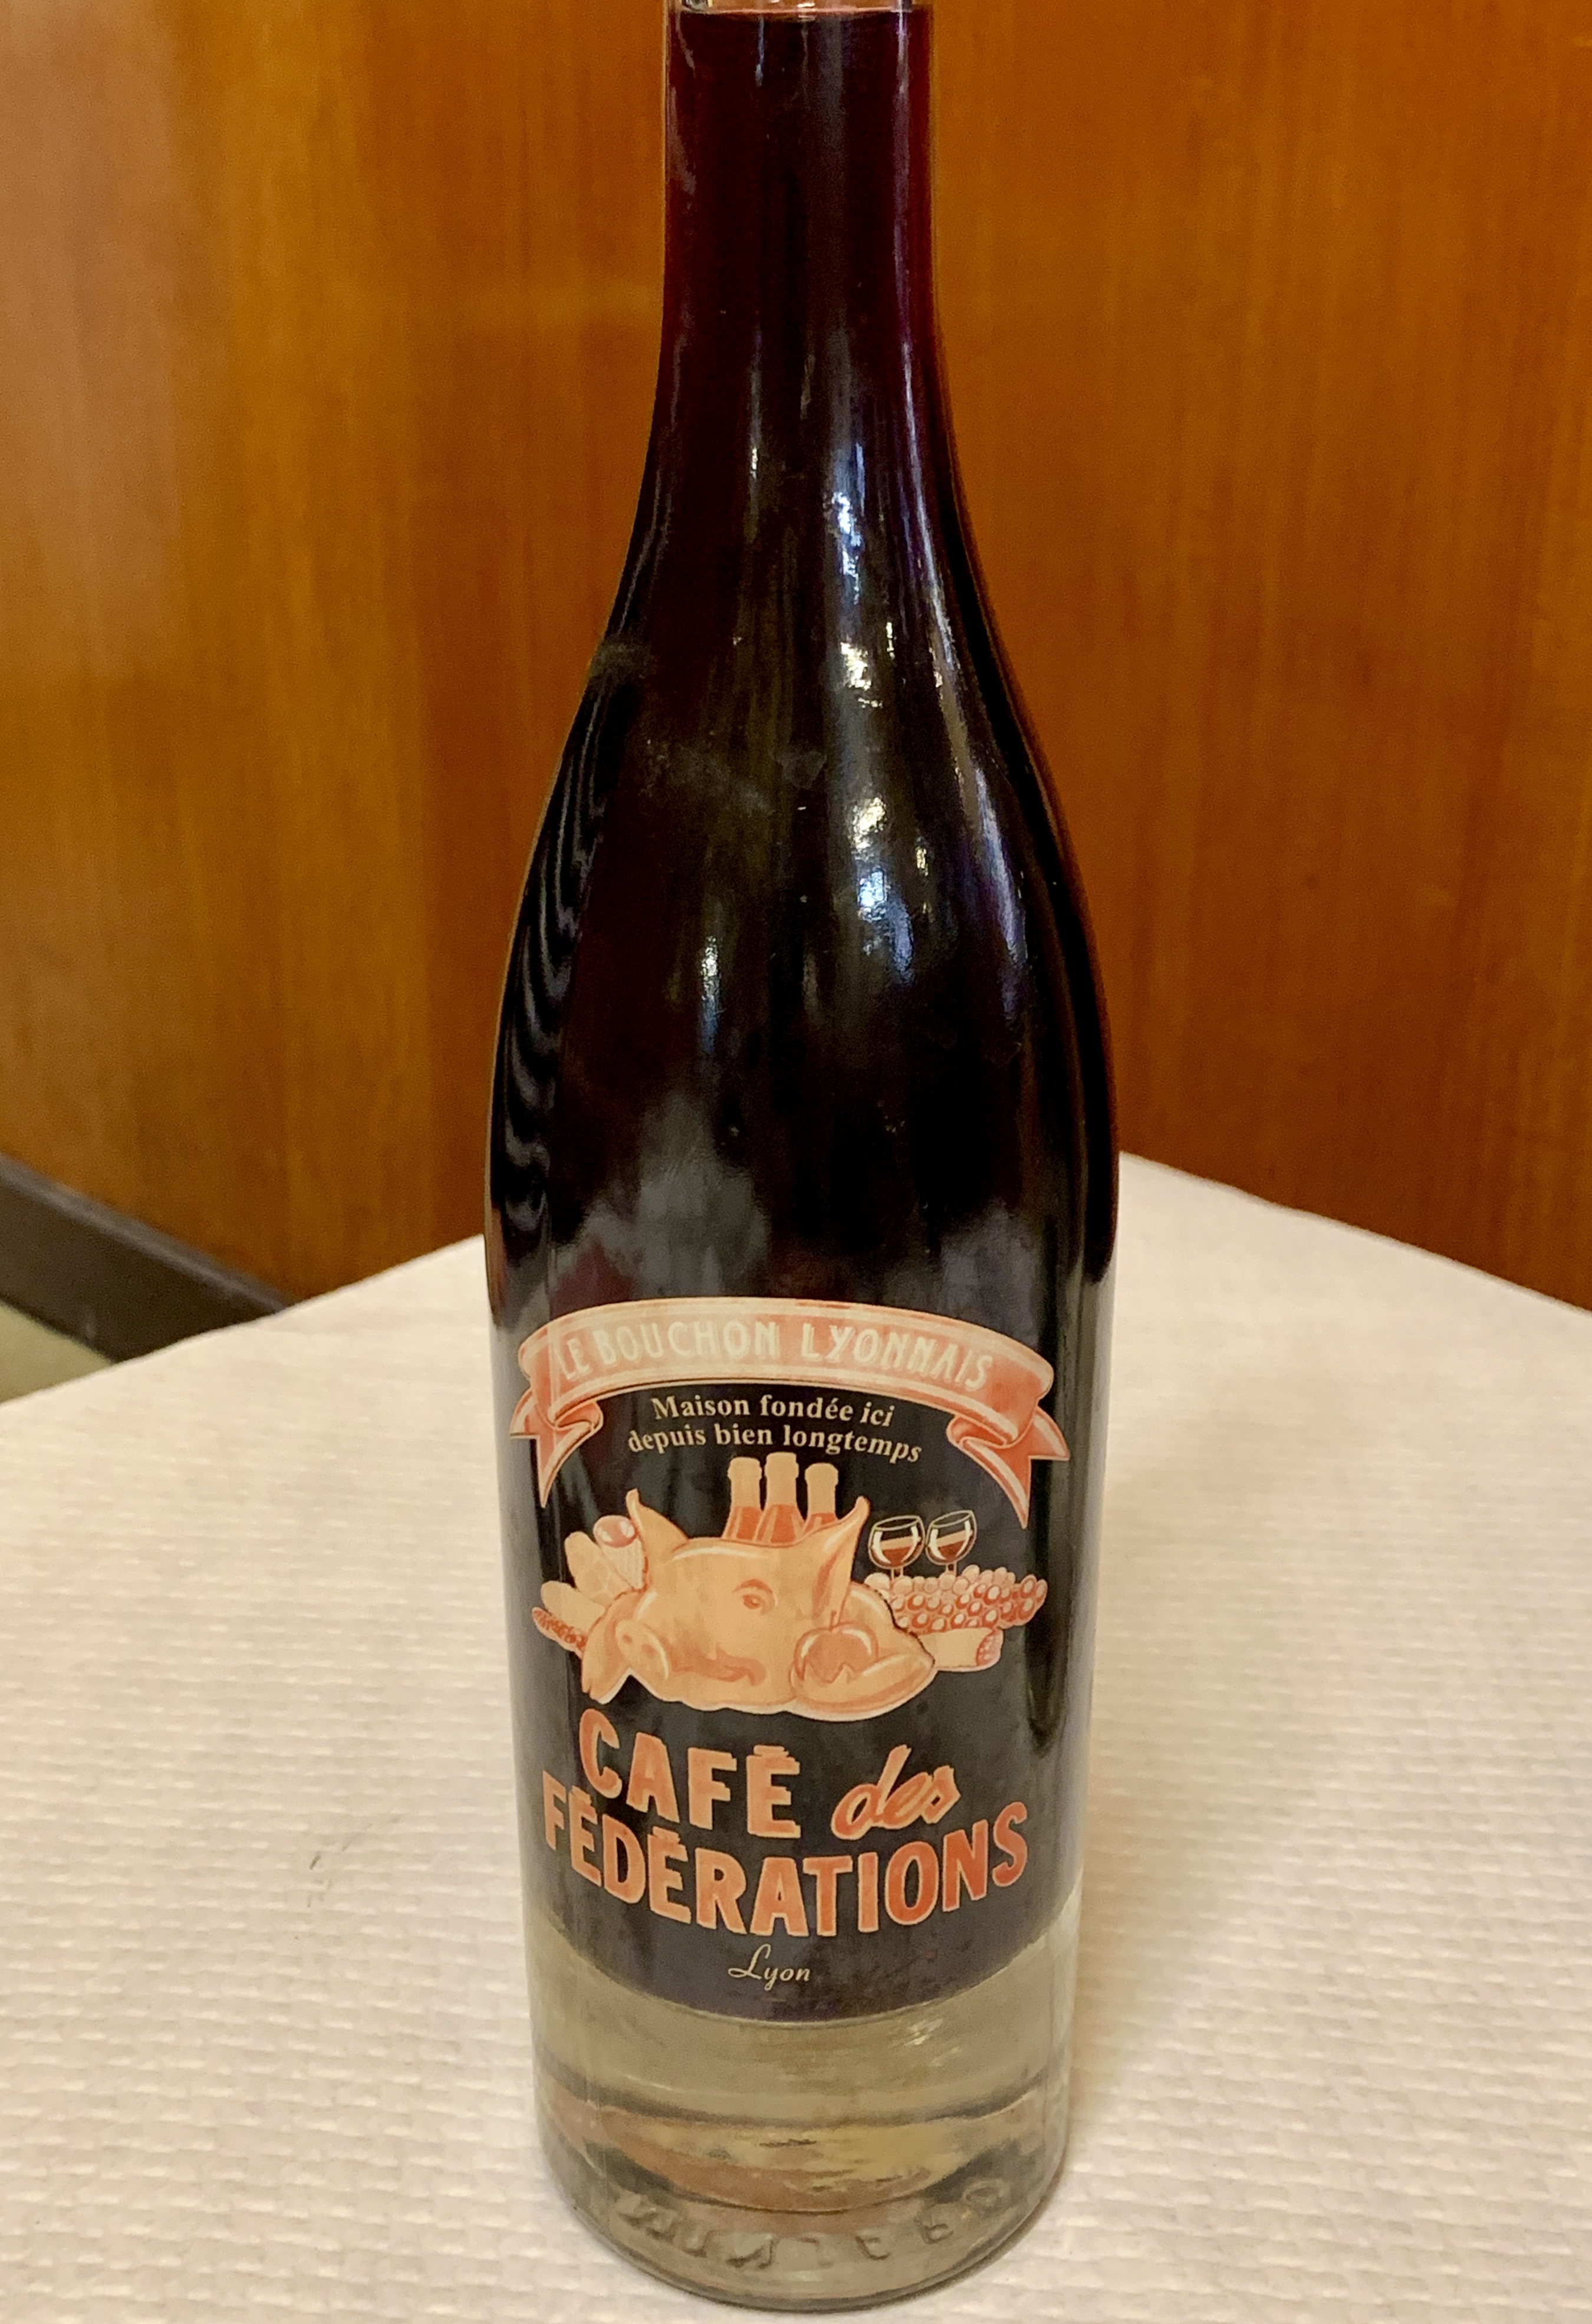 LE BOUCHON LYONNAIS
Maison fondée ici
depuis bien longtemps
CAFÉ des
FÉDÉRATIONS
Lyon